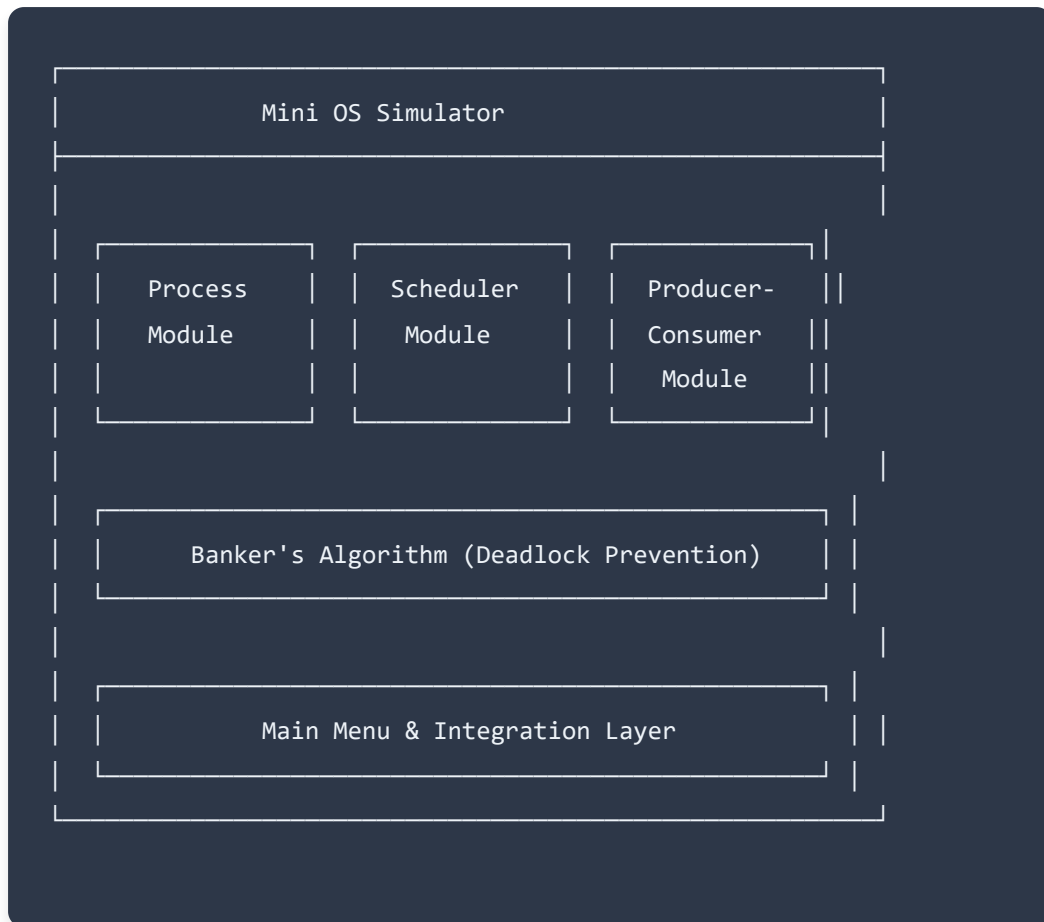 Mini OS Simulator
Process Scheduler Producer-
Module Module Consumer
Module
Banker's Algorithm (Deadlock Prevention)
Main Menu & Integration Layer